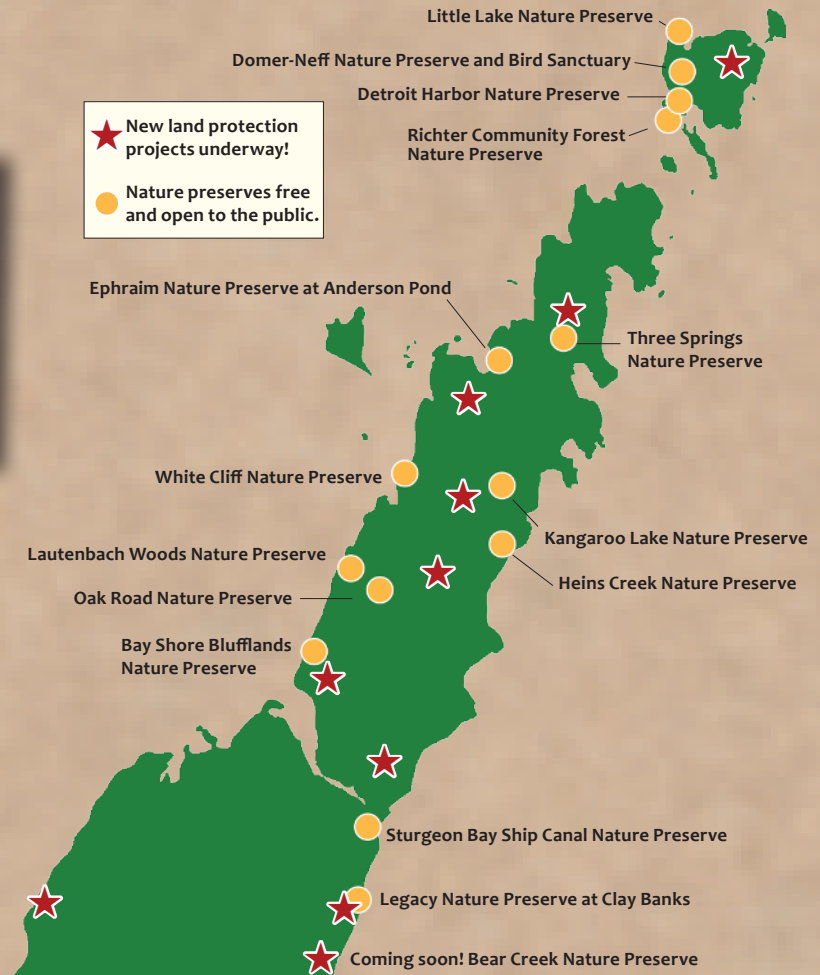 Little Lake Nature Preserve
Domer-Neff Nature Preserve and Bird Sanctuary
Detroit Harbor Nature Preserve
Richter Community Forest
Nature Preserve
New land protection
projects underway!
Nature preserves free
and open to the public.
Ephraim Nature Preserve at Anderson Pond
Three Springs
Nature Preserve
White Cliff Nature Preserve
Kangaroo Lake Nature Preserve
Lautenbach Woods Nature Preserve
Heins Creek Nature Preserve
Oak Road Nature Preserve
Bay Shore Blufflands
Nature Preserve
Sturgeon Bay Ship Canal Nature Preserve
Legacy Nature Preserve at Clay Banks
Coming soon! Bear Creek Nature Preserve